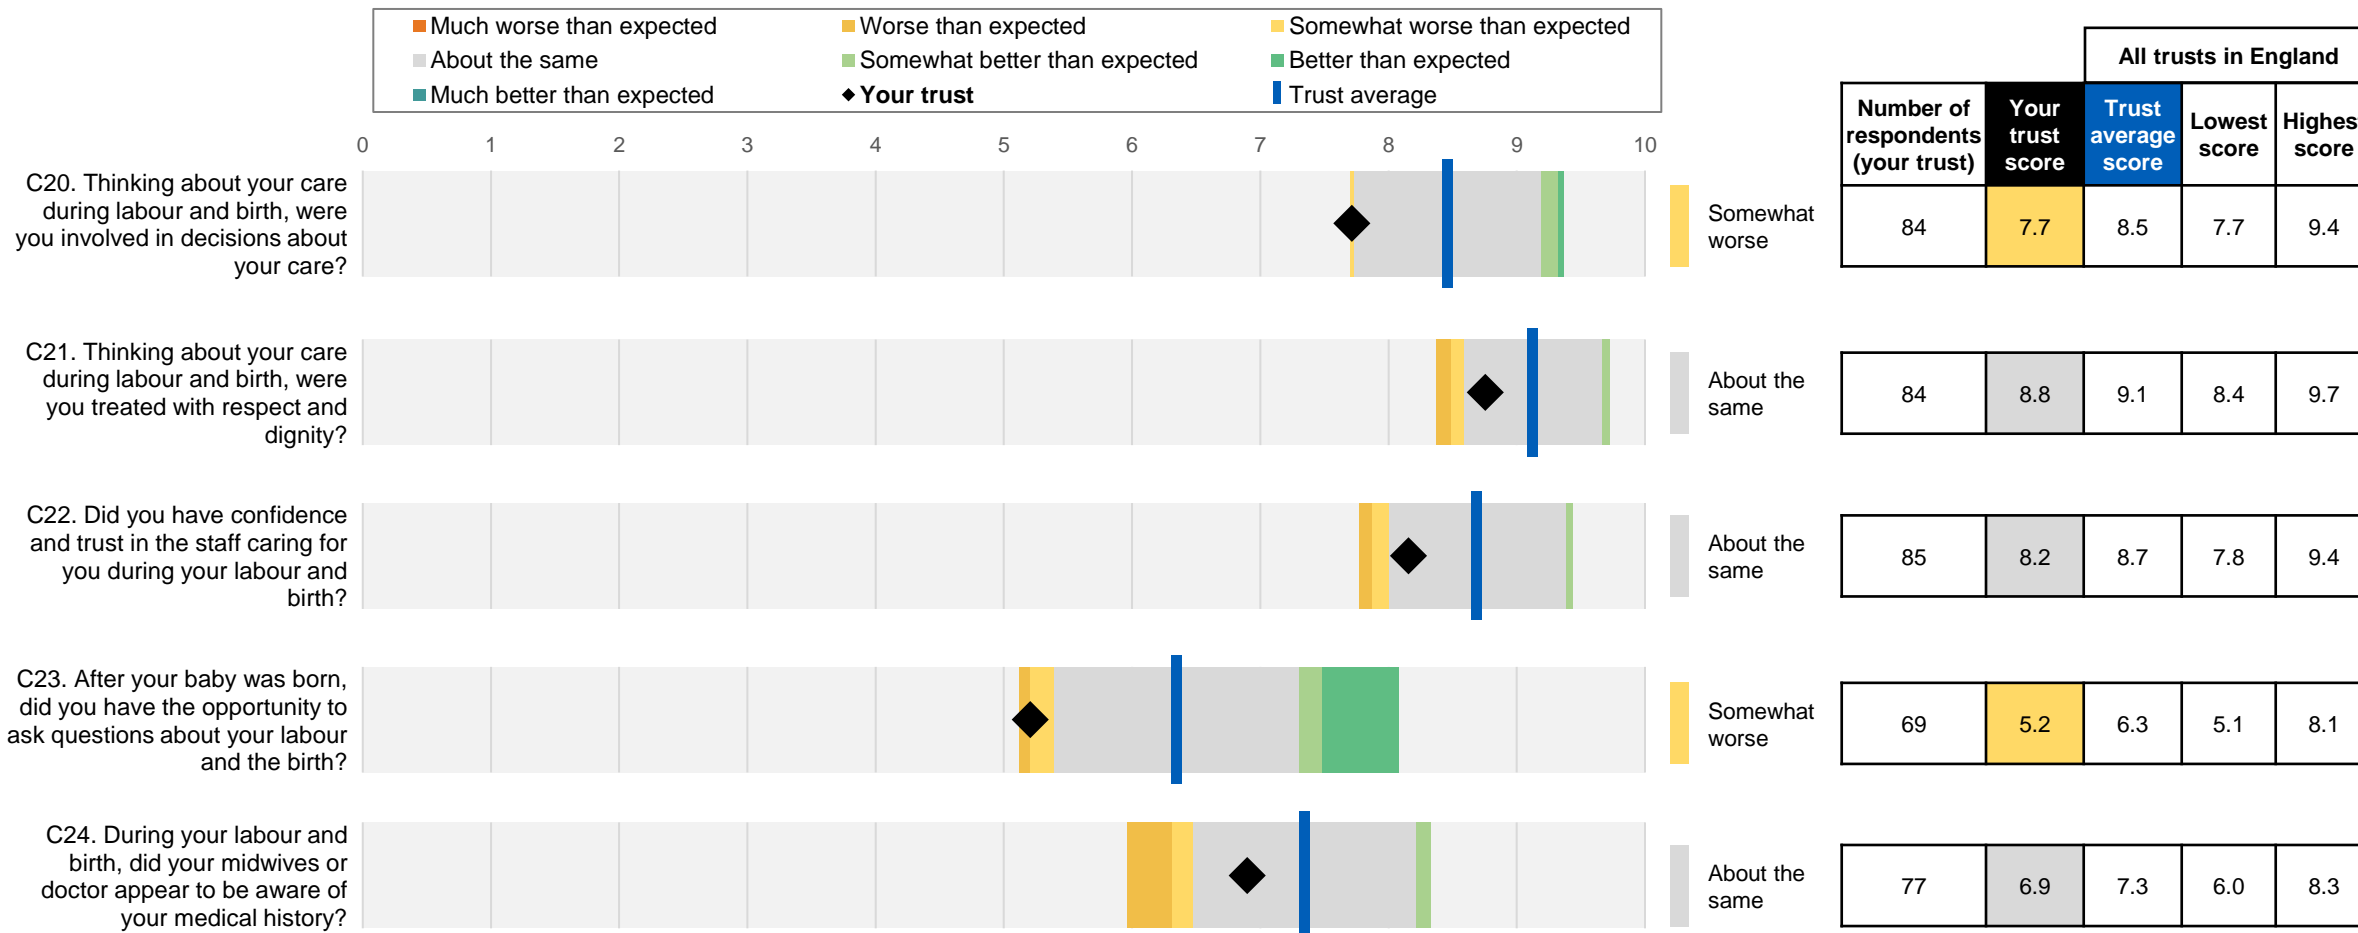 Much worse than expected
Worse than expected
Somewhat worse than expected
About the same
Somewhat better than expected
Better than expected
Much better than expected
Your trust
Trust average
All trusts in England
Number of
respondents
(your trust)
Your
trust
score
Trust
average
score
Lowest
score
Highes
score
0 1 2 3 4 5 6 7 8 9 10
C20. Thinking about your care
during labour and birth, were
you involved in decisions about
your care?
Somewhat
worse
84 7.7 8.5 7.7 9.4
C21. Thinking about your care
during labour and birth, were
you treated with respect and
dignity?
About the
same
84 8.8 9.1 8.4 9.7
C22. Did you have confidence
and trust in the staff caring for
you during your labour and
birth?
About the
same
85 8.2 8.7 7.8 9.4
C23. After your baby was born,
did you have the opportunity to
ask questions about your labour
and the birth?
Somewhat
worse
69 5.2 6.3 5.1 8.1
C24. During your labour and
birth, did your midwives or
doctor appear to be aware of
your medical history?
About the
same
77 6.9 7.3 6.0 8.3